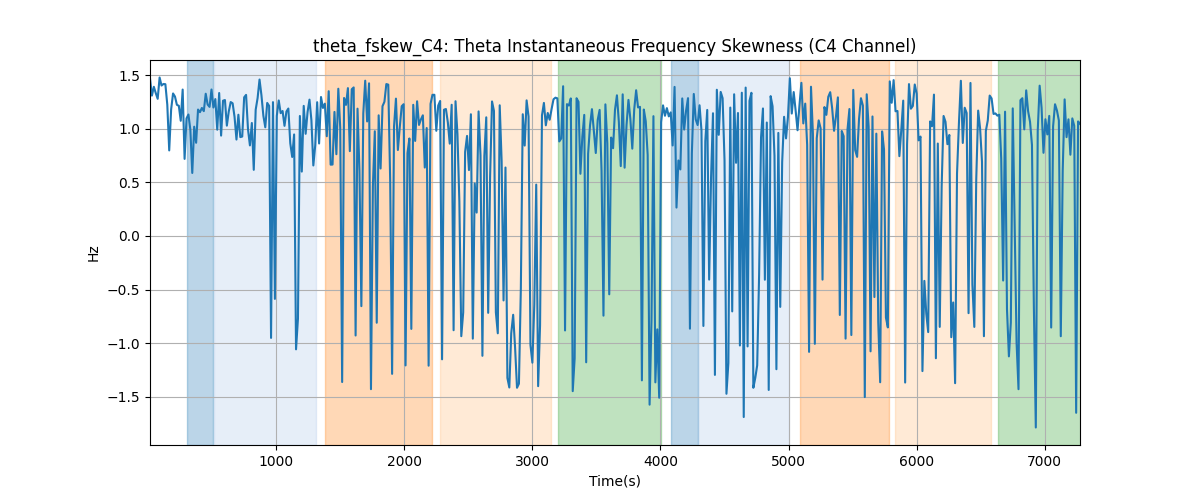 theta_fskew_C4: Theta Instantaneous Frequency Skewness (C4 Channel)
1.5
1.0
0.5
0.0
−0.5
−1.0
−1.5
Hz
1000 2000 3000 4000 5000 6000 7000
Time(s)